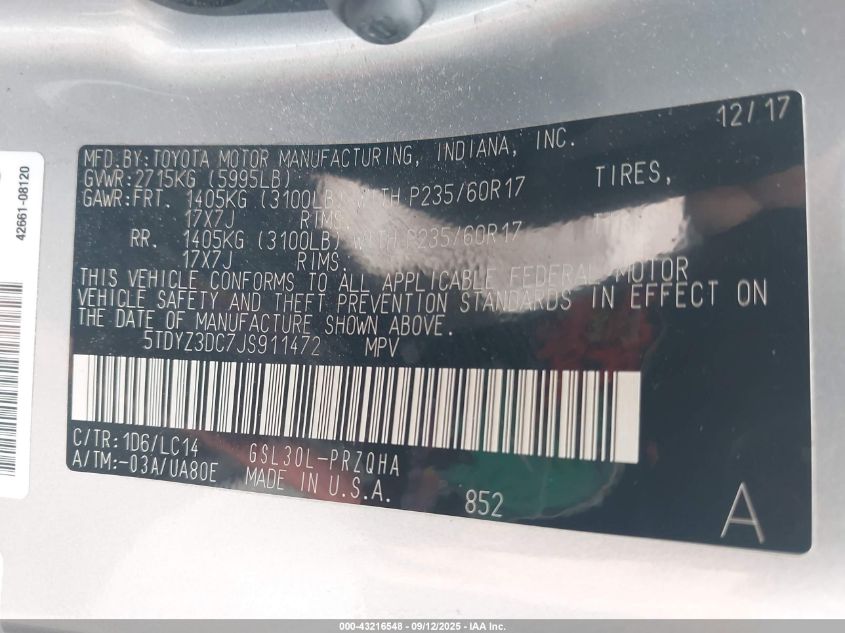 12/17
MFD.BY:TOYOTA MOTOR MANUFACTURING, INDIANA, INC.
GVWR:2715KG (5995LB)
GAWR:FRT. 1405KG (3100LB) WITH P235/60R17 TIRES,
17X7J RIMS,
RR. 1405KG (3100LB) WITH P235/60R17
17X7J RIMS,
THIS VEHICLE CONFORMS TO ALL APPLICABLE FEDERAL MOTOR
VEHICLE SAFETY AND THEFT PREVENTION STANDARDS IN EFFECT ON
THE DATE OF MANUFACTURE SHOWN ABOVE.
5TDYZ3DC7JS911472 MPV
C/TR:1D6/LC14 GSL30L-PRZQHA
A/TM:-03A/UA80E MADE IN U.S.A.
852
A
42661-08120
000-43216548 - 09/12/2025 - IAA Inc.